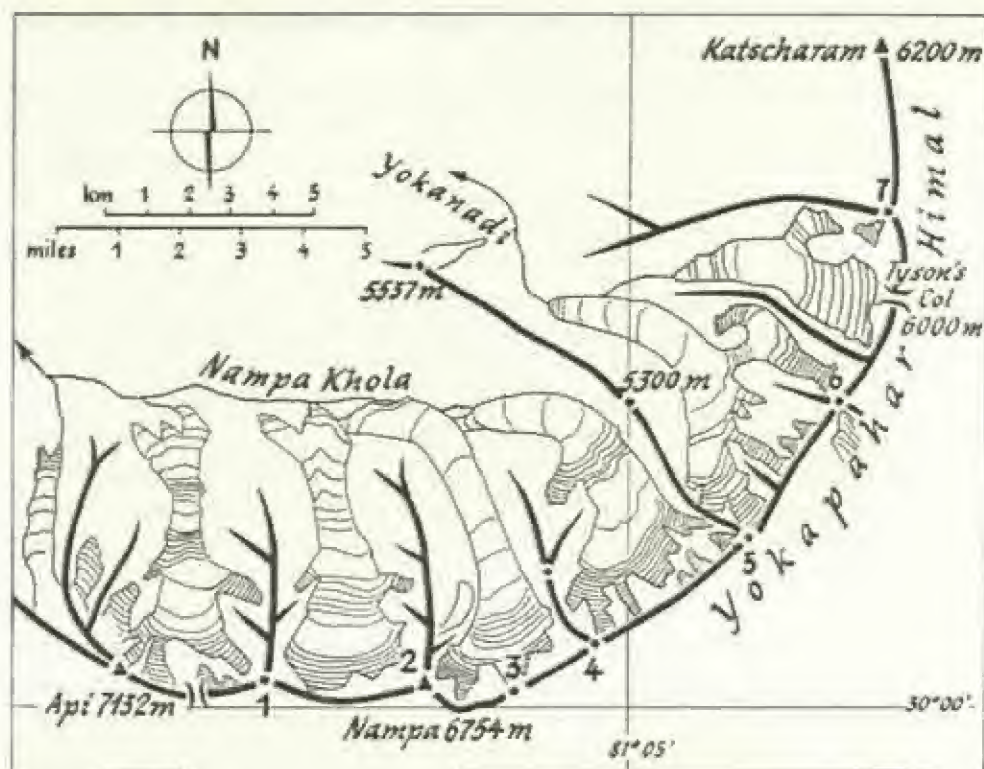 N
Katscharam 6200 m
km 1 2 3 4 5
miles 1 2 3 4 5
Yokanadi
7
Himal
Tyson's
Col
6000 m
5537 m
Nampa Khola
5300 m
6
Yokapahar
5
2
3
4
1
Api 7132 m
Nampa 6754 m
30° 00'
81° 05'